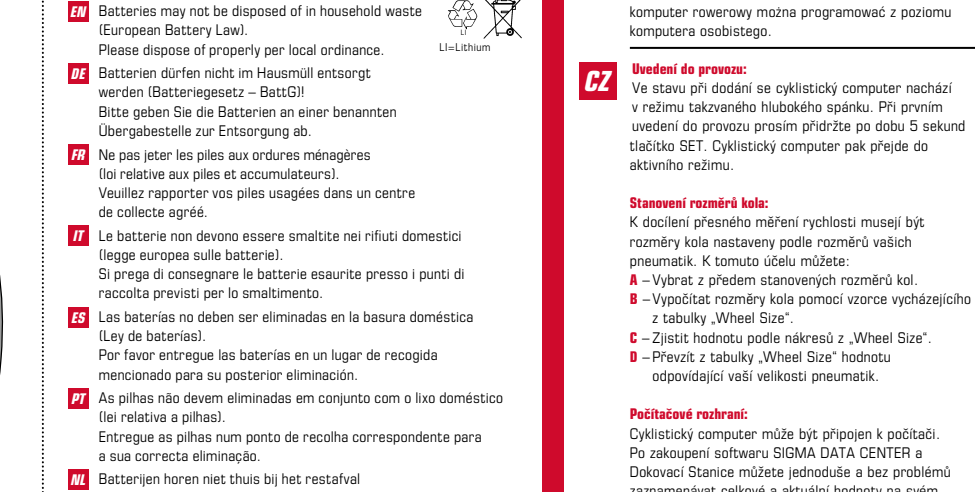 EN Batteries may not be disposed of in household waste
(European Battery Law).
Please dispose of properly per local ordinance.
LI
LI=Lithium
DE Batterien dürfen nicht im Hausmüll entsorgt
werden (Batteriegesetz – BattG)!
Bitte geben Sie die Batterien an einer benannten
Übergabestelle zur Entsorgung ab.
FR Ne pas jeter les piles aux ordures ménagères
(loi relative aux piles et accumulateurs).
Veuillez rapporter vos piles usagées dans un centre
de collecte agréé.
IT Le batterie non devono essere smaltite nei rifiuti domestici
(legge europea sulle batterie).
Si prega di consegnare le batterie esaurite presso i punti di
raccolta previsti per lo smaltimento.
ES Las baterías no deben ser eliminadas en la basura doméstica
(Ley de baterías).
Por favor entregue las baterías en un lugar de recogida
mencionado para su posterior eliminación.
PT As pilhas não devem eliminadas em conjunto com o lixo doméstico
(lei relativa a pilhas).
Entregue as pilhas num ponto de recolha correspondente para
a sua correcta eliminação.
NL Batterijen horen niet thuis bij het restafval
komputer rowerowy można programować z poziomu
komputera osobistego.
CZ Uvedení do provozu:
Ve stavu při dodání se cyklistický computer nachází
v režimu takzvaného hlubokého spánku. Při prvním
uvedení do provozu prosím přidržte po dobu 5 sekund
tlačítko SET. Cyklistický computer pak přejde do
aktivního režimu.
Stanovení rozměrů kola:
K docílení přesného měření rychlosti musejí být
rozměry kola nastaveny podle rozměrů vašich
pneumatik. K tomuto účelu můžete:
A – Vybrat z předem stanovených rozměrů kol.
B – Vypočítat rozměry kola pomocí vzorce vycházejícího
z tabulky „Wheel Size“.
C – Zjistit hodnotu podle nákresů z „Wheel Size“.
D – Převzít z tabulky „Wheel Size“ hodnotu
odpovídající vaší velikosti pneumatik.
Počítačové rozhraní:
Cyklistický computer může být připojen k počítači.
Po zakoupení softwaru SIGMA DATA CENTER a
Dokovací Stanice můžete jednoduše a bez problémů
zaznamenávat celkové a aktuální hodnoty na svém